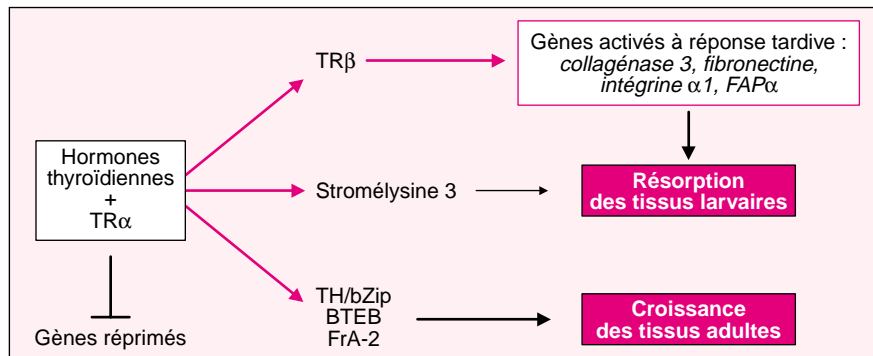 Hormones
thyroïdiennes
+
TRα
Gènes réprimés
TRβ
Gènes activés à réponse tardive :
collagénase 3, fibronectine,
intégrine α1, FAPα
Stromélysine 3
Résorption
des tissus larvaires
TH/bZip
BTEB
FrA-2
Croissance
des tissus adultes